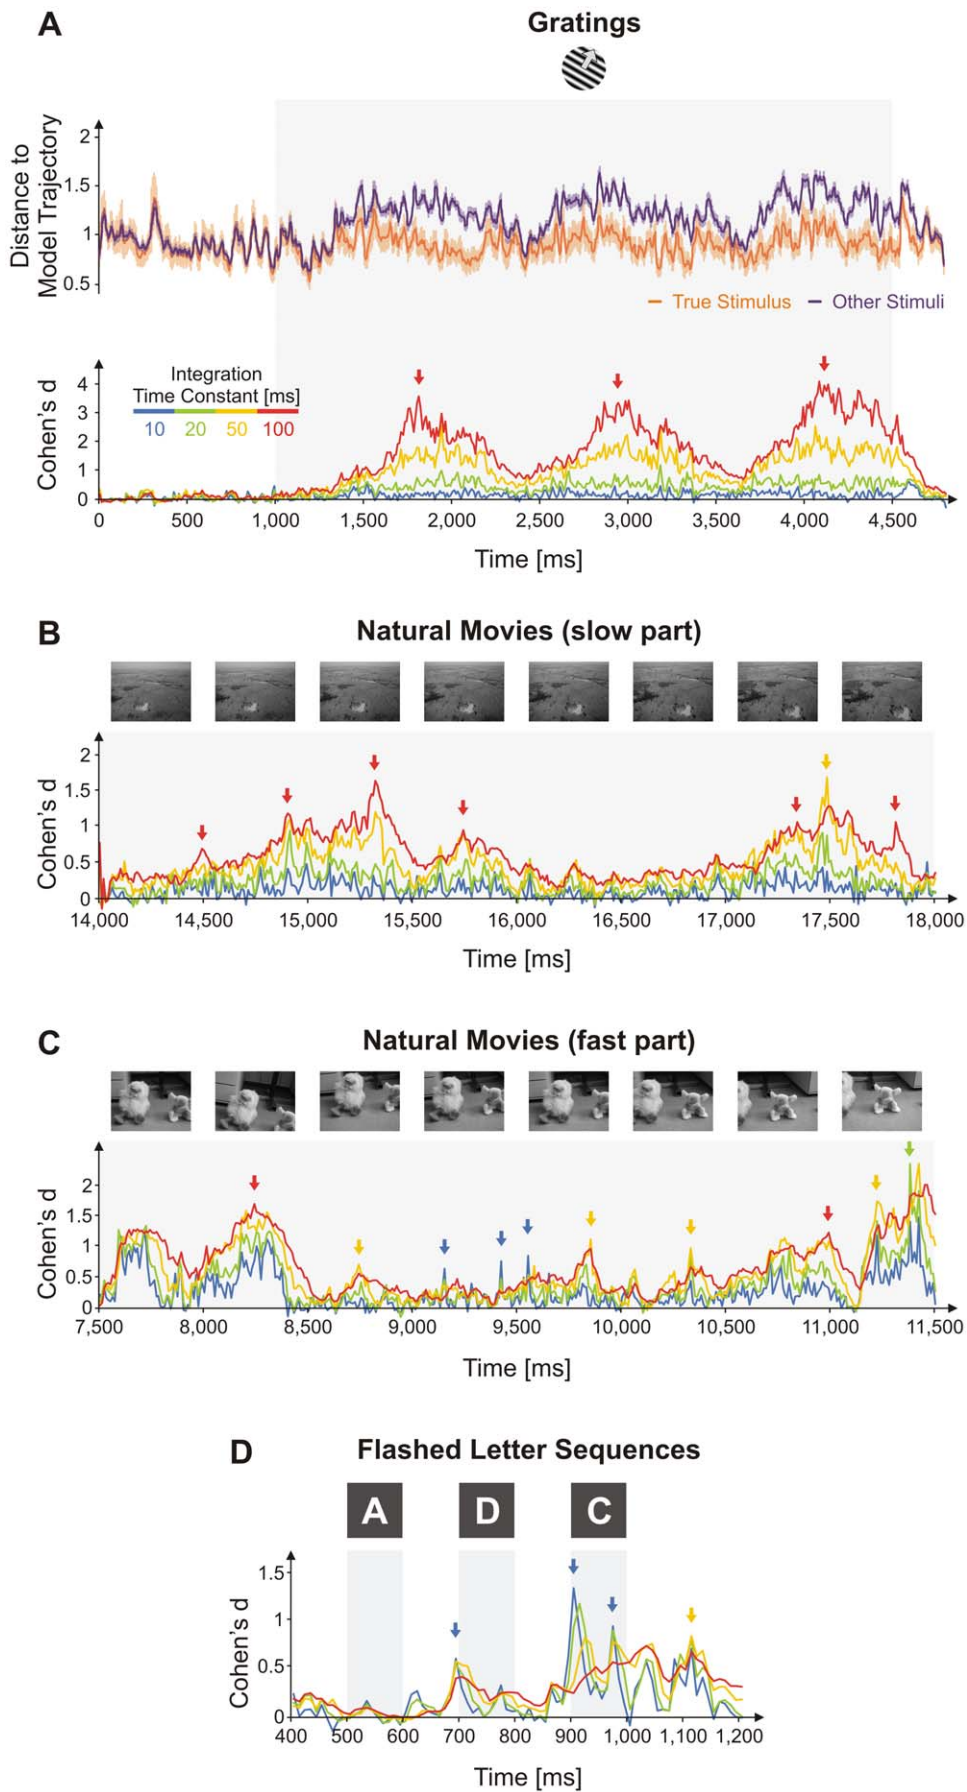 A
Gratings
Distance to
Model Trajectory
2
1.5
1
0.5
True Stimulus
Other Stimuli
Cohen's d
4
3
2
1
0
Integration
Time Constant [ms]
10 20 50 100
0 500 1,000 1,500 2,000 2,500 3,000 3,500 4,000 4,500
Time [ms]
B
Natural Movies (slow part)
Cohen's d
2
1.5
1
0.5
0
14,000 14,500 15,000 15,500 16,000 16,500 17,000 17,500 18,000
Time [ms]
C
Natural Movies (fast part)
Cohen's d
2
1.5
1
0.5
0
7,500 8,000 8,500 9,000 9,500 10,000 10,500 11,000 11,500
Time [ms]
D
Flashed Letter Sequences
A D C
Cohen's d
1.5
1
0.5
0
400 500 600 700 800 900 1,000 1,100 1,200
Time [ms]